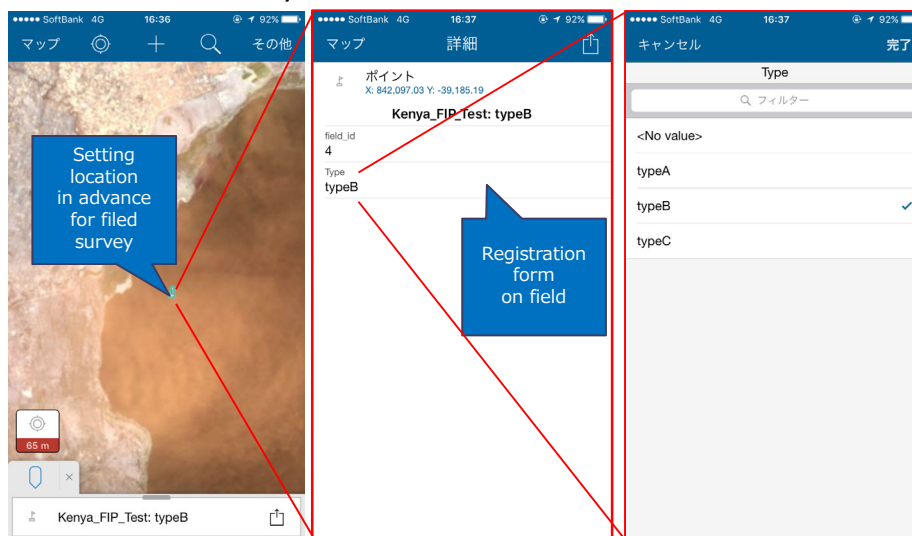 SoftBank 4G 16:36 92%
マップ その他
Setting
location
in advance
for filed
survey
65 m
×
Kenya_FIP_Test: typeB
SoftBank 4G 16:37 92%
マップ 詳細
ポイント
X: 842,097.03 Y: -39,185.19
Kenya_FIP_Test: typeB
field_id
4
Type
typeB
Registration
form
on field
SoftBank 4G 16:37 92%
キャンセル 完了
Type
フィルター
<No value>
typeA
typeB
typeC